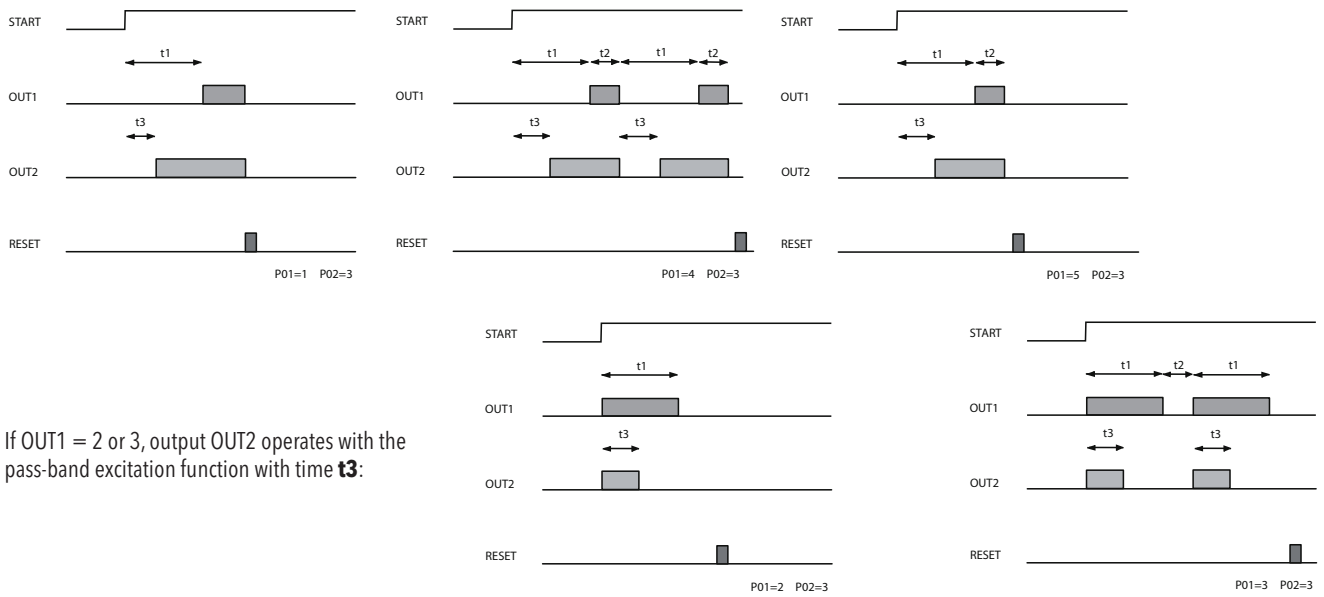 START
t1
OUT1
t3
OUT2
RESET
P01=1 P02=3
START
t1 t2 t1 t2
OUT1
t3 t3
OUT2
RESET
P01=4 P02=3
START
t1 t2
OUT1
t3
OUT2
RESET
P01=5 P02=3
If OUT1 = 2 or 3, output OUT2 operates with the
pass-band excitation function with time t3:
START
t1
OUT1
t3
OUT2
RESET
P01=2 P02=3
START
t1 t2 t1
OUT1
t3 t3
OUT2
RESET
P01=3 P02=3